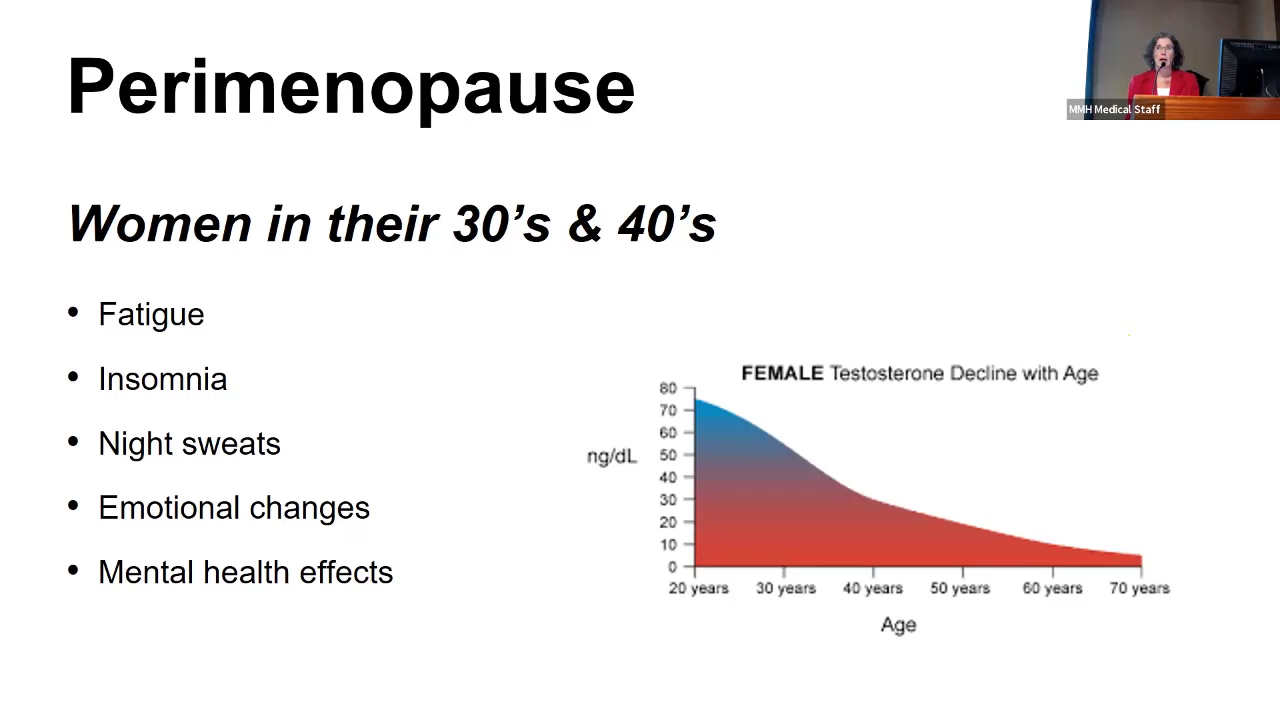 Perimenopause
MMH Medical Staff
Women in their 30’s & 40’s
• Fatigue
• Insomnia
• Night sweats
• Emotional changes
• Mental health effects
FEMALE Testosterone Decline with Age
ng/dL
80
70
60
50
40
30
20
10
0
20 years 30 years 40 years 50 years 60 years 70 years
Age